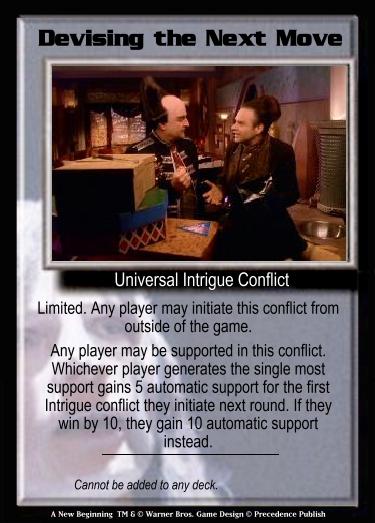 Devising the Next Move
Universal Intrigue Conflict
Limited. Any player may initiate this conflict from
outside of the game.
Any player may be supported in this conflict.
Whichever player generates the single most
support gains 5 automatic support for the first
Intrigue conflict they initiate next round. If they
win by 10, they gain 10 automatic support
instead.
Cannot be added to any deck.
A New Beginning TM & © Warner Bros. Game Design © Precedence Publish